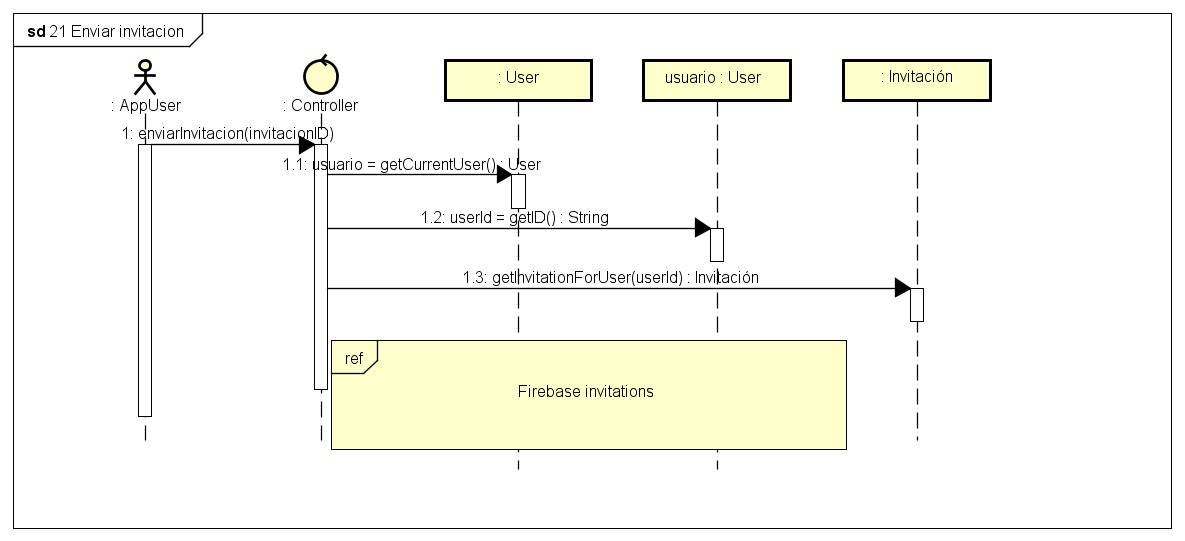 sd 21 Enviar invitacion
: AppUser
: Controller
: User
usuario : User
: Invitación
1: enviarInvitacion(invitacionID)
1.1: usuario = getCurrentUser() : User
1.2: userId = getID() : String
1.3: getInvitationForUser(userId) : Invitación
ref
Firebase invitations